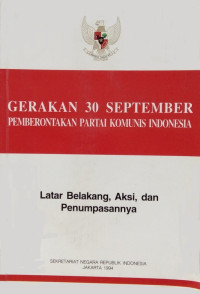 GERAKAN 30 SEPTEMBER
PEMBERONTAKAN PARTAI KOMUNIS INDONESIA
Latar Belakang, Aksi, dan
Penumpasannya
SEKRETARIAT NEGARA REPUBLIK INDONESIA
JAKARTA 1994